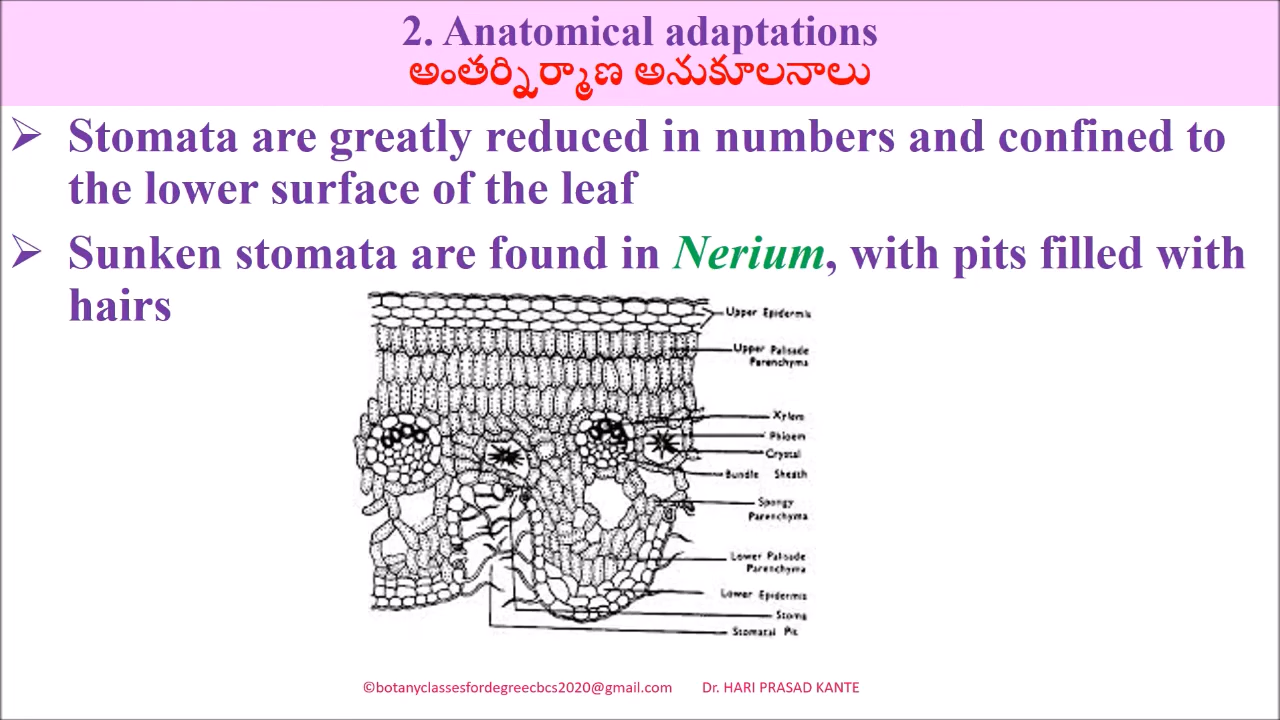 2. Anatomical adaptations
అంతర్నిర్మాణ అనుకూలనాలు
➢ Stomata are greatly reduced in numbers and confined to
the lower surface of the leaf
➢ Sunken stomata are found in Nerium, with pits filled with
hairs
Upper Epidermis
Upper Palisade
Parenchyma
Xylem
Phloem
Crystal
Bundle Sheath
Spongy
Parenchyma
Lower Palisade
Parenchyma
Lower Epidermis
Stoma
Stomatal Pit
©botanyclassesfordegreecbcs2020@gmail.com Dr. HARI PRASAD KANTE